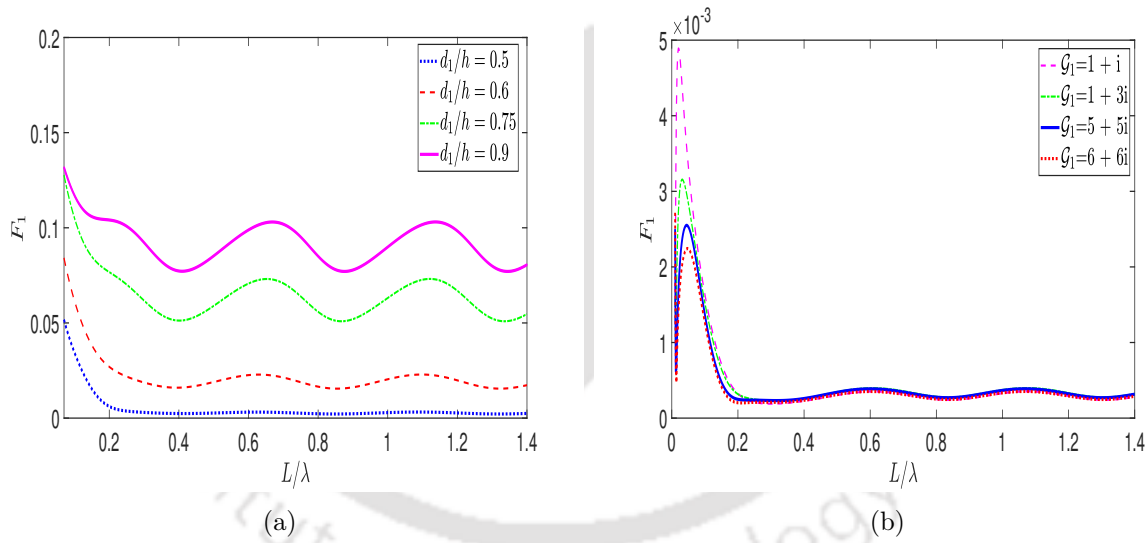 0.2
0.15
0.1
0.05
0
F₁
0.2 0.4 0.6 0.8 1 1.2 1.4
L/λ
d₁/h = 0.5
d₁/h = 0.6
d₁/h = 0.75
d₁/h = 0.9
(a)
×10⁻³
5
4
3
2
1
0
F₁
0 0.2 0.4 0.6 0.8 1 1.2 1.4
L/λ
𝒢₁=1 + i
𝒢₁=1 + 3i
𝒢₁=5 + 5i
𝒢₁=6 + 6i
(b)